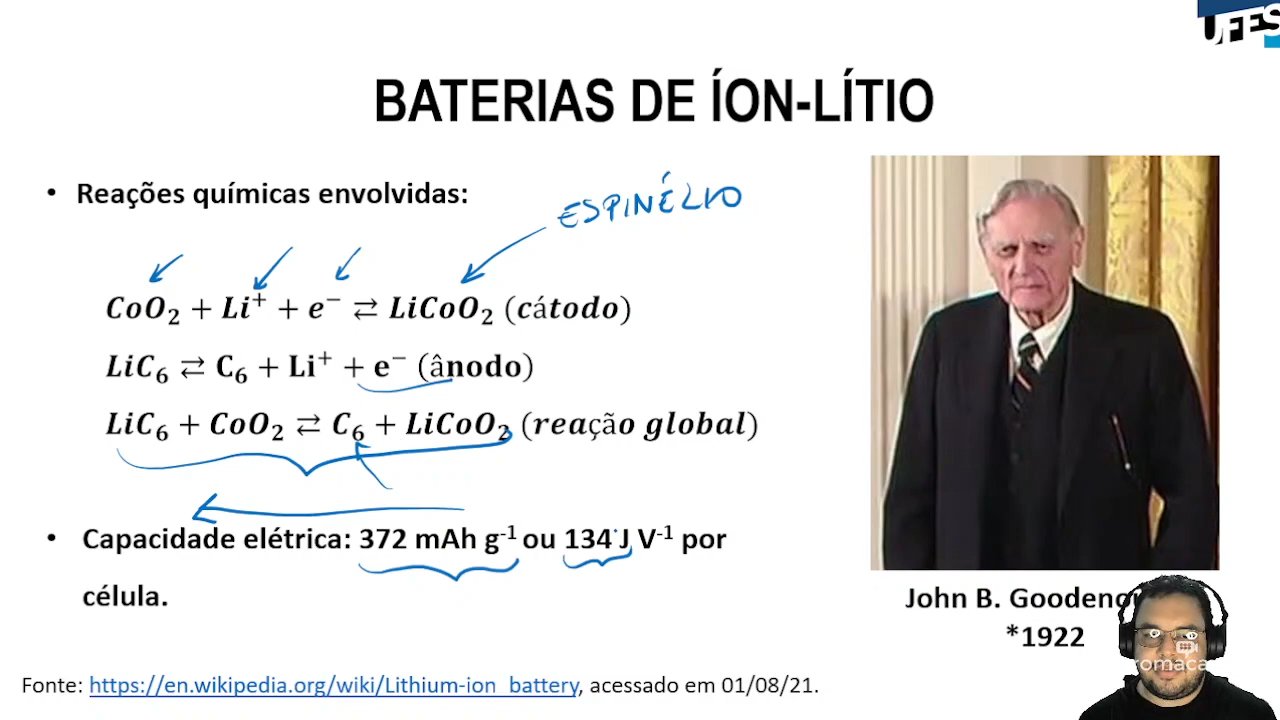 UFES
BATERIAS DE ÍON-LÍTIO
• Reações químicas envolvidas:
ESPINÉLIO
CoO₂ + Li⁺ + e⁻ ⇄ LiCoO₂ (cátodo)
LiC₆ ⇄ C₆ + Li⁺ + e⁻ (ânodo)
LiC₆ + CoO₂ ⇄ C₆ + LiCoO₂ (reação global)
• Capacidade elétrica: 372 mAh g⁻¹ ou 134 J V⁻¹ por
célula.
John B.
*1922
Fonte: https://en.wikipedia.org/wiki/Lithium-ion_battery, acessado em 01/08/21.